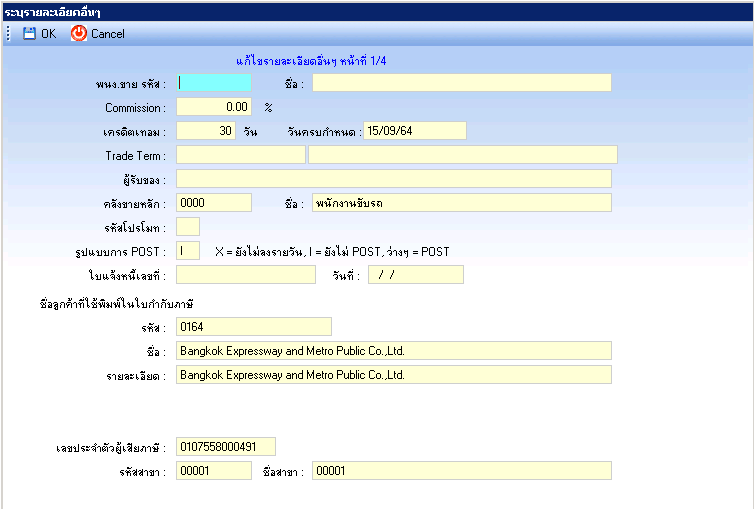 ระบุรายละเอียดอื่นๆ
OK Cancel
แก้ไขรายละเอียดอื่นๆ หน้าที่ 1/4
พนง.ขาย รหัส : ชื่อ :
Commission : 0.00 %
เครดิตเทอม : 30 วัน วันครบกำหนด : 15/09/64
Trade Term :
ผู้รับของ :
คลังขายหลัก : 0000 ชื่อ : พนักงานขับรถ
รหัสโปรโมท :
รูปแบบการ POST : I X = ยังไม่ลงรายวัน, I = ยังไม่ POST, ว่างๆ = POST
ใบแจ้งหนี้เลขที่ : วันที่ : / /
ชื่อลูกค้าที่ใช้พิมพ์ในใบกำกับภาษี
รหัส : 0164
ชื่อ : Bangkok Expressway and Metro Public Co.,Ltd.
รายละเอียด : Bangkok Expressway and Metro Public Co.,Ltd.
เลขประจำตัวผู้เสียภาษี : 0107558000491
รหัสสาขา : 00001 ชื่อสาขา : 00001